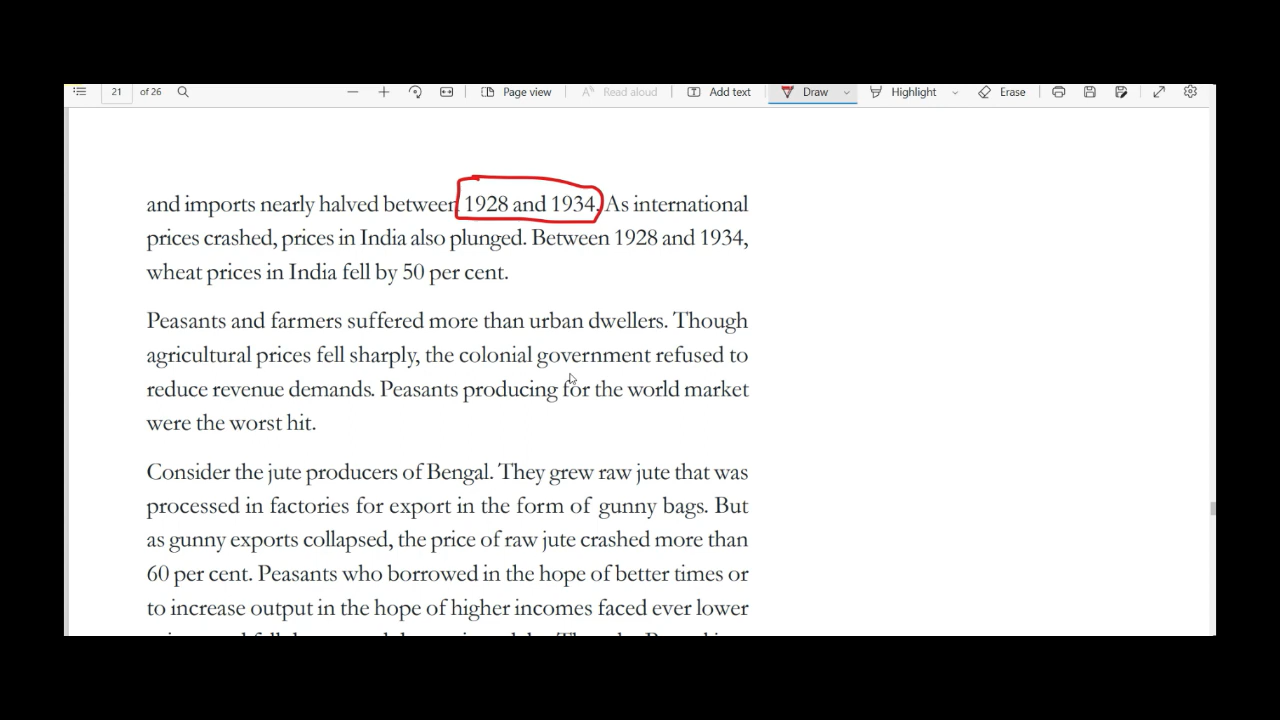 21 of 26 Page view Read aloud Add text Draw Highlight Erase
and imports nearly halved between 1928 and 1934. As international
prices crashed, prices in India also plunged. Between 1928 and 1934,
wheat prices in India fell by 50 per cent.
Peasants and farmers suffered more than urban dwellers. Though
agricultural prices fell sharply, the colonial government refused to
reduce revenue demands. Peasants producing for the world market
were the worst hit.
Consider the jute producers of Bengal. They grew raw jute that was
processed in factories for export in the form of gunny bags. But
as gunny exports collapsed, the price of raw jute crashed more than
60 per cent. Peasants who borrowed in the hope of better times or
to increase output in the hope of higher incomes faced ever lower